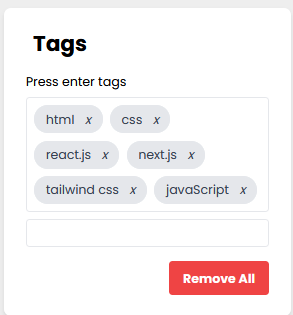 Tags
Press enter tags
html x css x
react.js x next.js x
tailwind css x javaScript x
Remove All